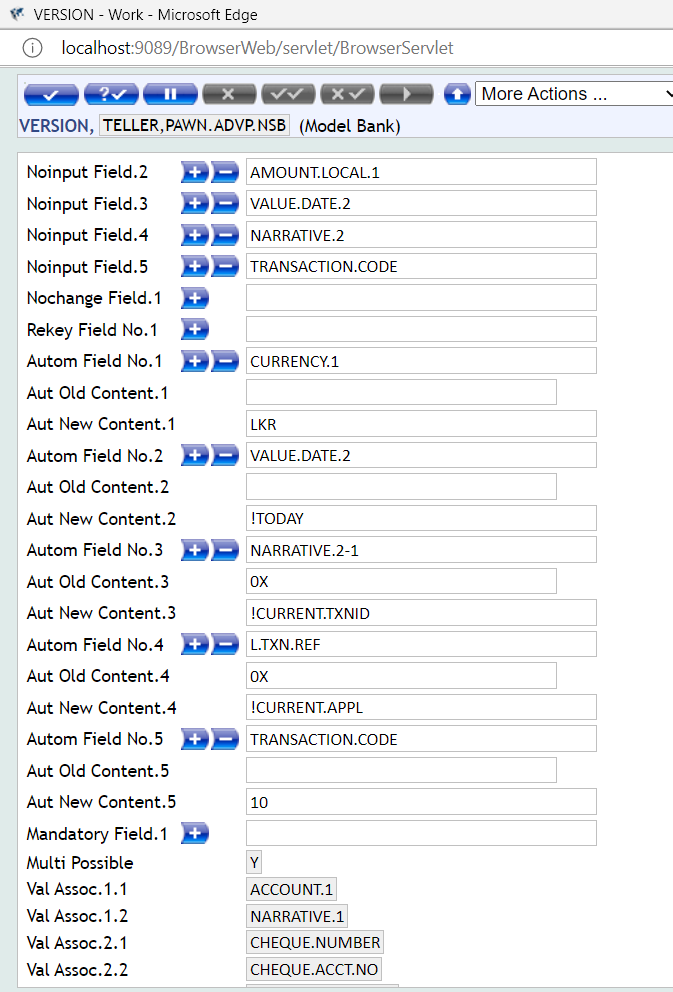 VERSION - Work - Microsoft Edge
localhost:9089/BrowserWeb/servlet/BrowserServlet
More Actions ...
VERSION, TELLER,PAWN.ADVP.NSB (Model Bank)
Noinput Field.2 AMOUNT.LOCAL.1
Noinput Field.3 VALUE.DATE.2
Noinput Field.4 NARRATIVE.2
Noinput Field.5 TRANSACTION.CODE
Nochange Field.1
Rekey Field No.1
Autom Field No.1 CURRENCY.1
Aut Old Content.1
Aut New Content.1 LKR
Autom Field No.2 VALUE.DATE.2
Aut Old Content.2
Aut New Content.2 !TODAY
Autom Field No.3 NARRATIVE.2-1
Aut Old Content.3 0X
Aut New Content.3 !CURRENT.TXNID
Autom Field No.4 L.TXN.REF
Aut Old Content.4 0X
Aut New Content.4 !CURRENT.APPL
Autom Field No.5 TRANSACTION.CODE
Aut Old Content.5
Aut New Content.5 10
Mandatory Field.1
Multi Possible Y
Val Assoc.1.1 ACCOUNT.1
Val Assoc.1.2 NARRATIVE.1
Val Assoc.2.1 CHEQUE.NUMBER
Val Assoc.2.2 CHEQUE.ACCT.NO